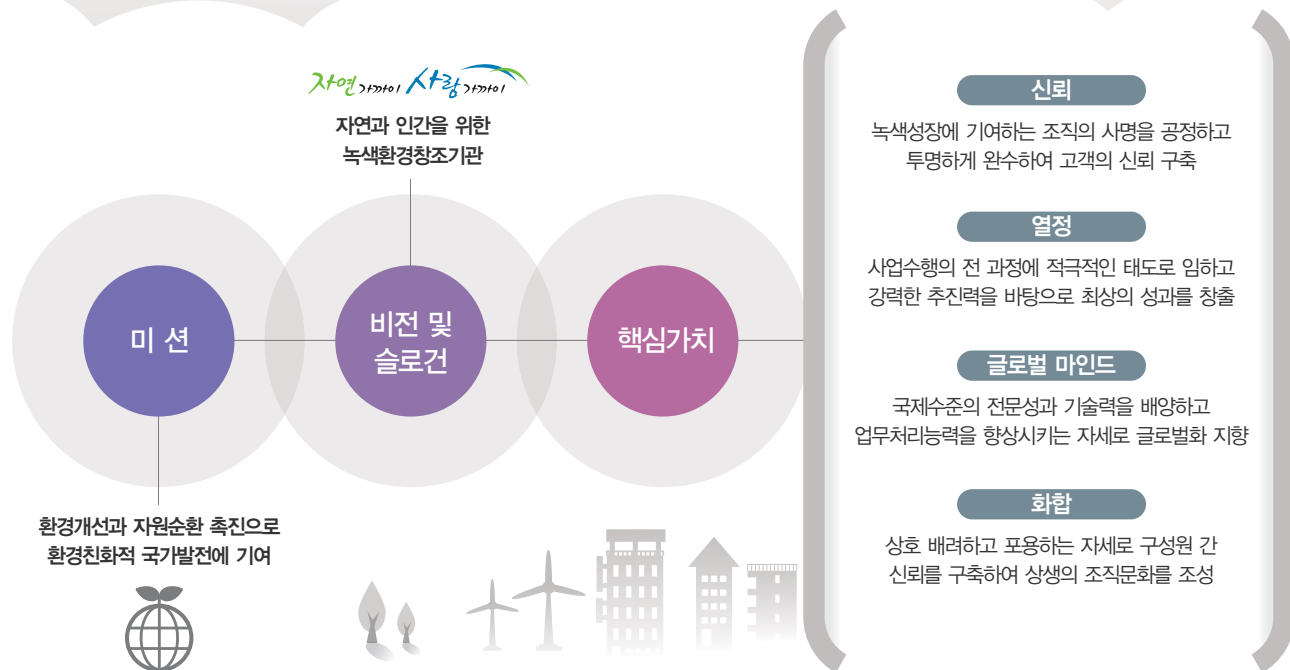 자연가까이 사람가까이
자연과 인간을 위한
녹색환경창조기관
미 션
비전 및
슬로건
핵심가치
환경개선과 자원순환 촉진으로
환경친화적 국가발전에 기여
신뢰
녹색성장에 기여하는 조직의 사명을 공정하고
투명하게 완수하여 고객의 신뢰 구축
열정
사업수행의 전 과정에 적극적인 태도로 임하고
강력한 추진력을 바탕으로 최상의 성과를 창출
글로벌 마인드
국제수준의 전문성과 기술력을 배양하고
업무처리능력을 향상시키는 자세로 글로벌화 지향
화합
상호 배려하고 포용하는 자세로 구성원 간
신뢰를 구축하여 상생의 조직문화를 조성